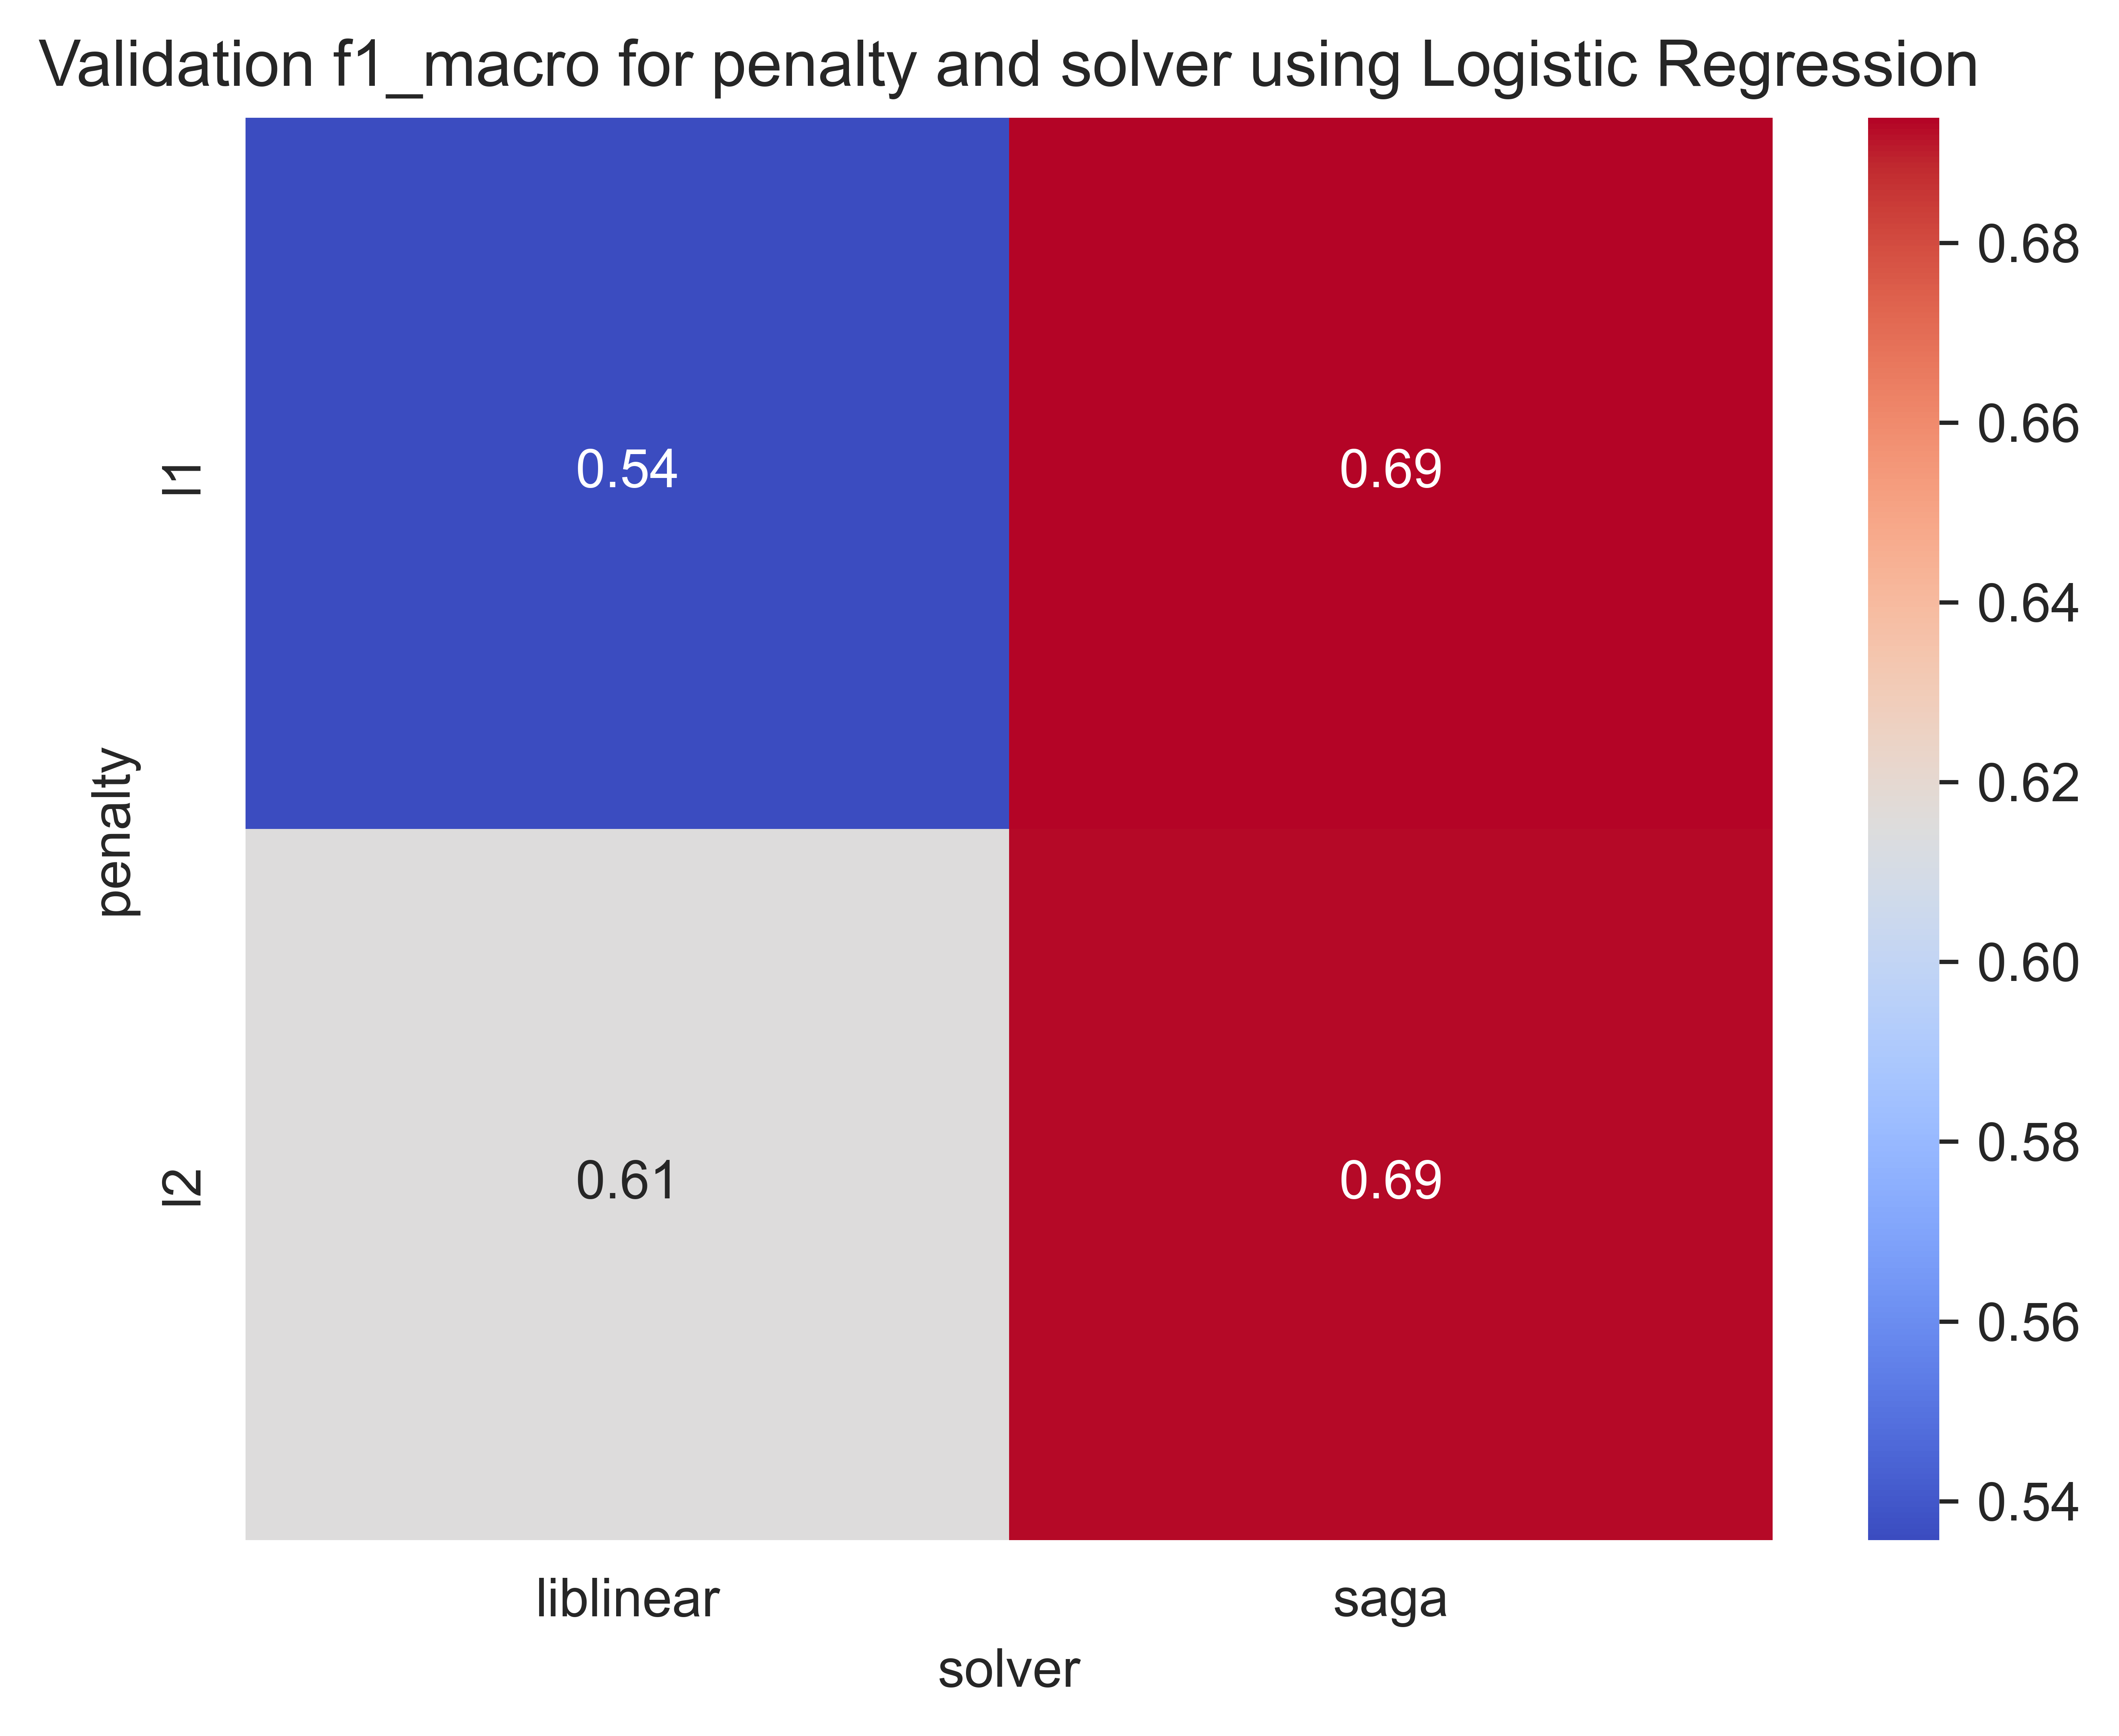 Validation f1_macro for penalty and solver using Logistic Regression
penalty
l1
l2
0.54
0.69
0.61
0.69
liblinear
saga
solver
0.68
0.66
0.64
0.62
0.60
0.58
0.56
0.54